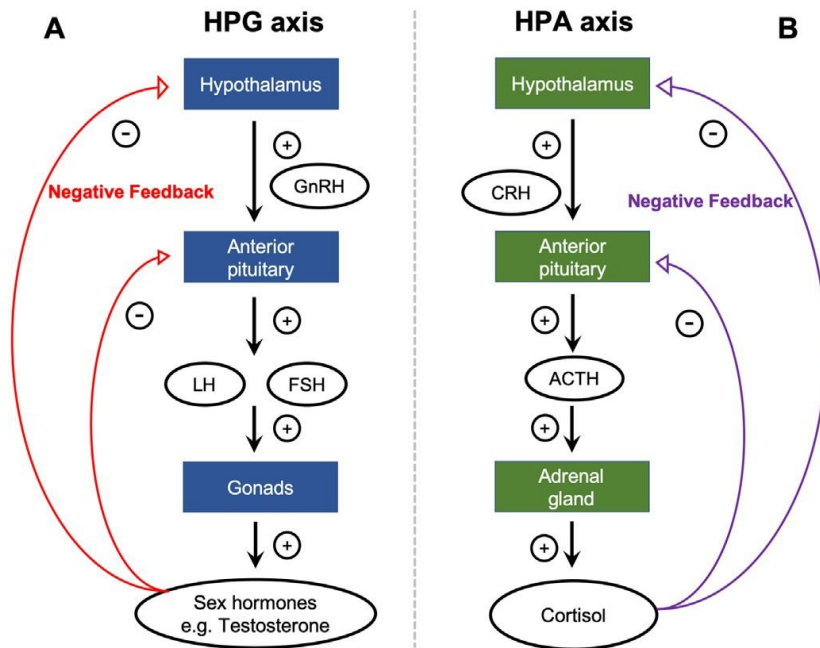 A
HPG axis
Hypothalamus
-
+
GnRH
Negative Feedback
Anterior
pituitary
-
+
LH
FSH
+
Gonads
+
Sex hormones
e.g. Testosterone
HPA axis
B
Hypothalamus
+
-
CRH
Negative Feedback
Anterior
pituitary
+
-
ACTH
+
Adrenal
gland
+
Cortisol